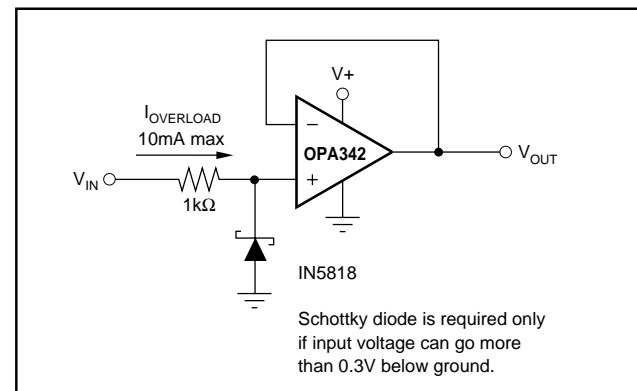 V+
I_OVERLOAD
10mA max
−
OPA342
V_OUT
V_IN
+
1kΩ
IN5818
Schottky diode is required only
if input voltage can go more
than 0.3V below ground.